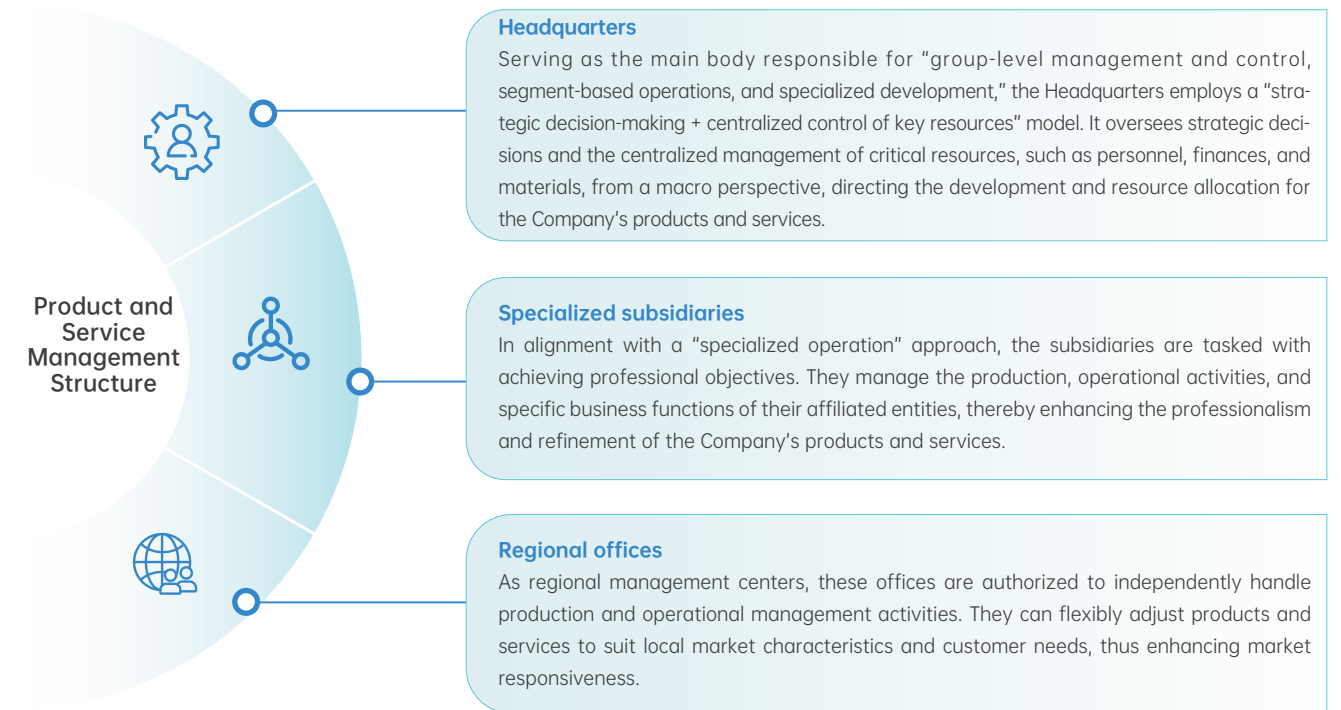 Product and
Service
Management
Structure
Headquarters
Serving as the main body responsible for “group-level management and control,
segment-based operations, and specialized development,” the Headquarters employs a “stra-
tegic decision-making + centralized control of key resources” model. It oversees strategic deci-
sions and the centralized management of critical resources, such as personnel, finances, and
materials, from a macro perspective, directing the development and resource allocation for
the Company’s products and services.
Specialized subsidiaries
In alignment with a “specialized operation” approach, the subsidiaries are tasked with
achieving professional objectives. They manage the production, operational activities, and
specific business functions of their affiliated entities, thereby enhancing the professionalism
and refinement of the Company’s products and services.
Regional offices
As regional management centers, these offices are authorized to independently handle
production and operational management activities. They can flexibly adjust products and
services to suit local market characteristics and customer needs, thus enhancing market
responsiveness.